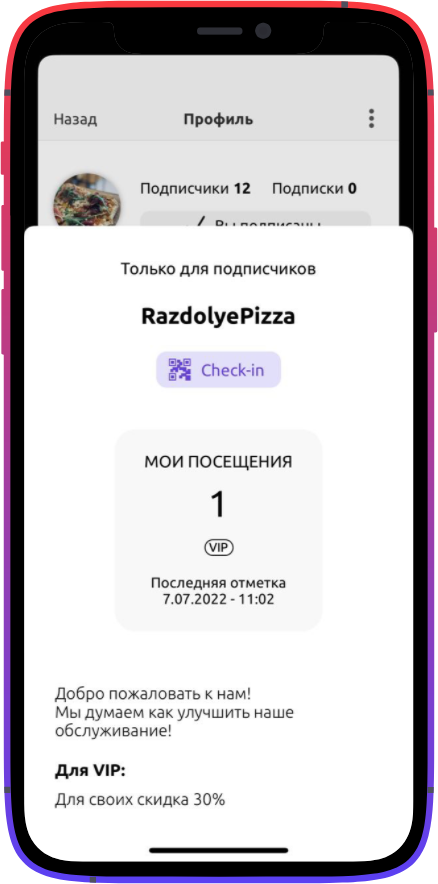 Назад
Профиль
Подписчики 12
Подписки 0
Вы подписаны
Только для подписчиков
RazdolyePizza
Check-in
МОИ ПОСЕЩЕНИЯ
1
VIP
Последняя отметка
7.07.2022 - 11:02
Добро пожаловать к нам!
Мы думаем как улучшить наше
обслуживание!
Для VIP:
Для своих скидка 30%